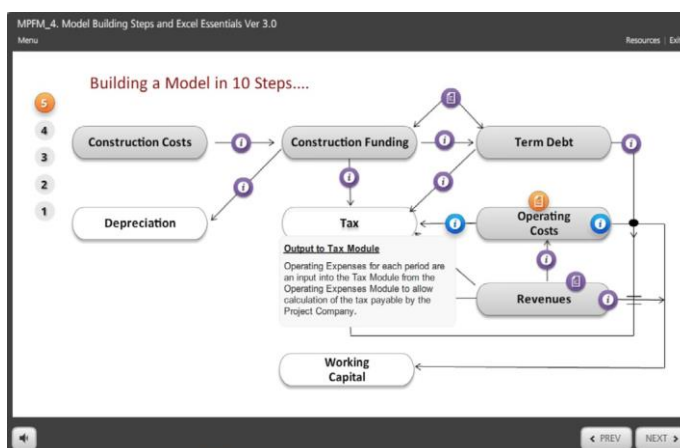 MPFM_4. Model Building Steps and Excel Essentials Ver 3.0
Menu
Resources | Exit
Building a Model in 10 Steps....
5
4
3
2
1
Construction Costs
i
Construction Funding
i
Term Debt
i
i
i
Depreciation
Tax
i
Operating
Costs
i
Output to Tax Module
Operating Expenses for each period are
an input into the Tax Module from the
Operating Expenses Module to allow
calculation of the tax payable by the
Project Company.
i
Revenues
i
Working
Capital
< PREV
NEXT >